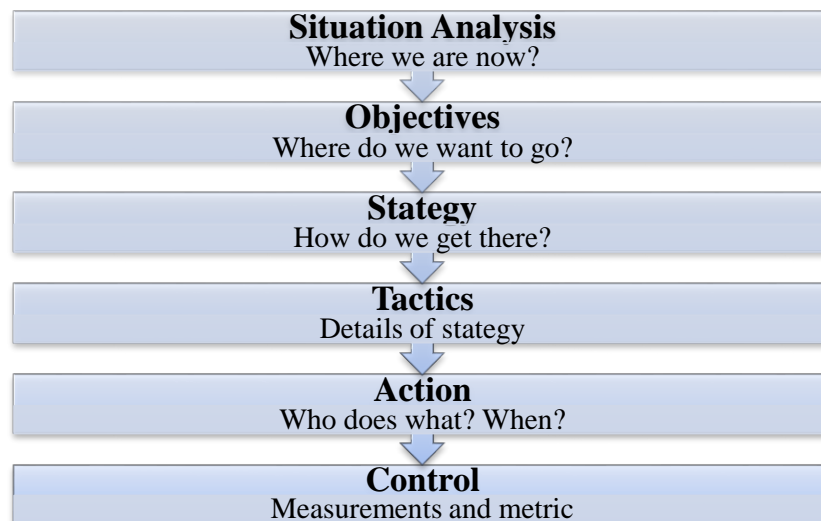 Situation Analysis
Where we are now?
Objectives
Where do we want to go?
Stategy
How do we get there?
Tactics
Details of stategy
Action
Who does what? When?
Control
Measurements and metric